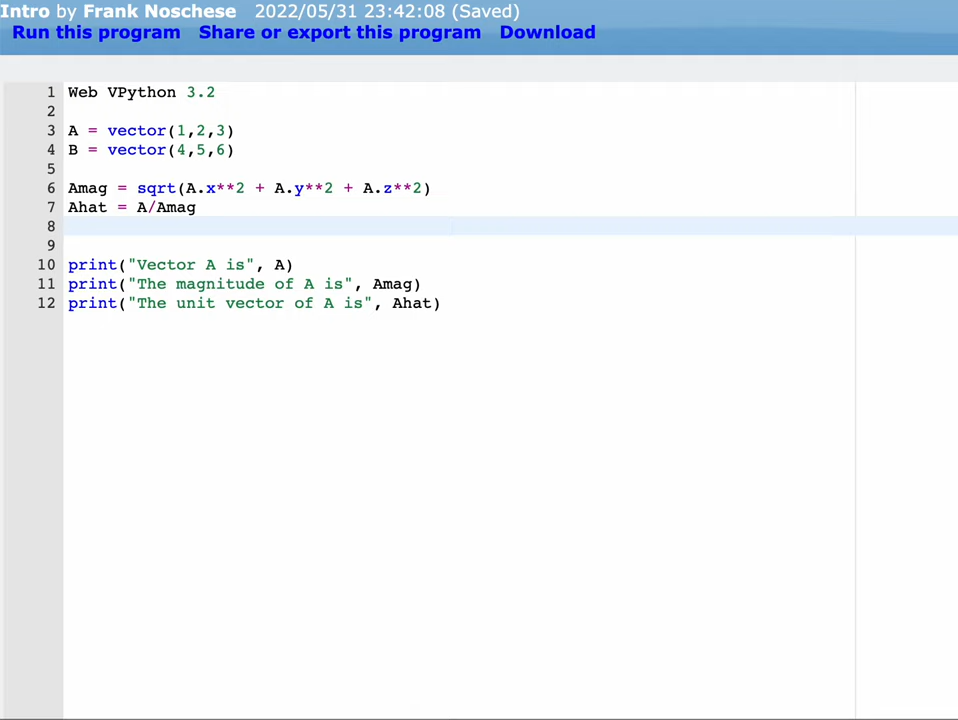 Intro by Frank Noschese 2022/05/31 23:42:08 (Saved)
Run this program Share or export this program Download
1 Web VPython 3.2
2
3 A = vector(1,2,3)
4 B = vector(4,5,6)
5
6 Amag = sqrt(A.x**2 + A.y**2 + A.z**2)
7 Ahat = A/Amag
8
9
10 print("Vector A is", A)
11 print("The magnitude of A is", Amag)
12 print("The unit vector of A is", Ahat)